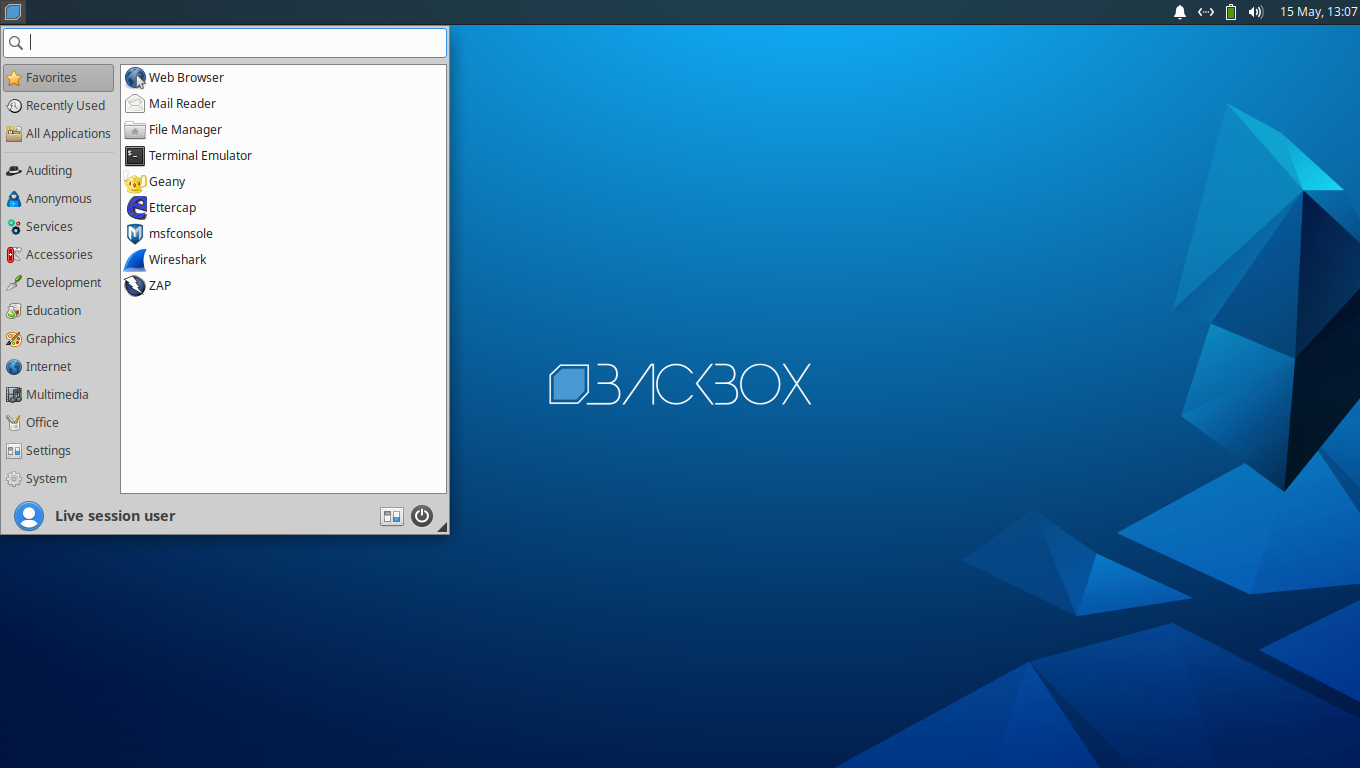 15 May, 13:07
Favorites
Recently Used
All Applications
Auditing
Anonymous
Services
Accessories
Development
Education
Graphics
Internet
Multimedia
Office
Settings
System
Web Browser
Mail Reader
File Manager
Terminal Emulator
Geany
Ettercap
msfconsole
Wireshark
ZAP
Live session user
BACKBOX